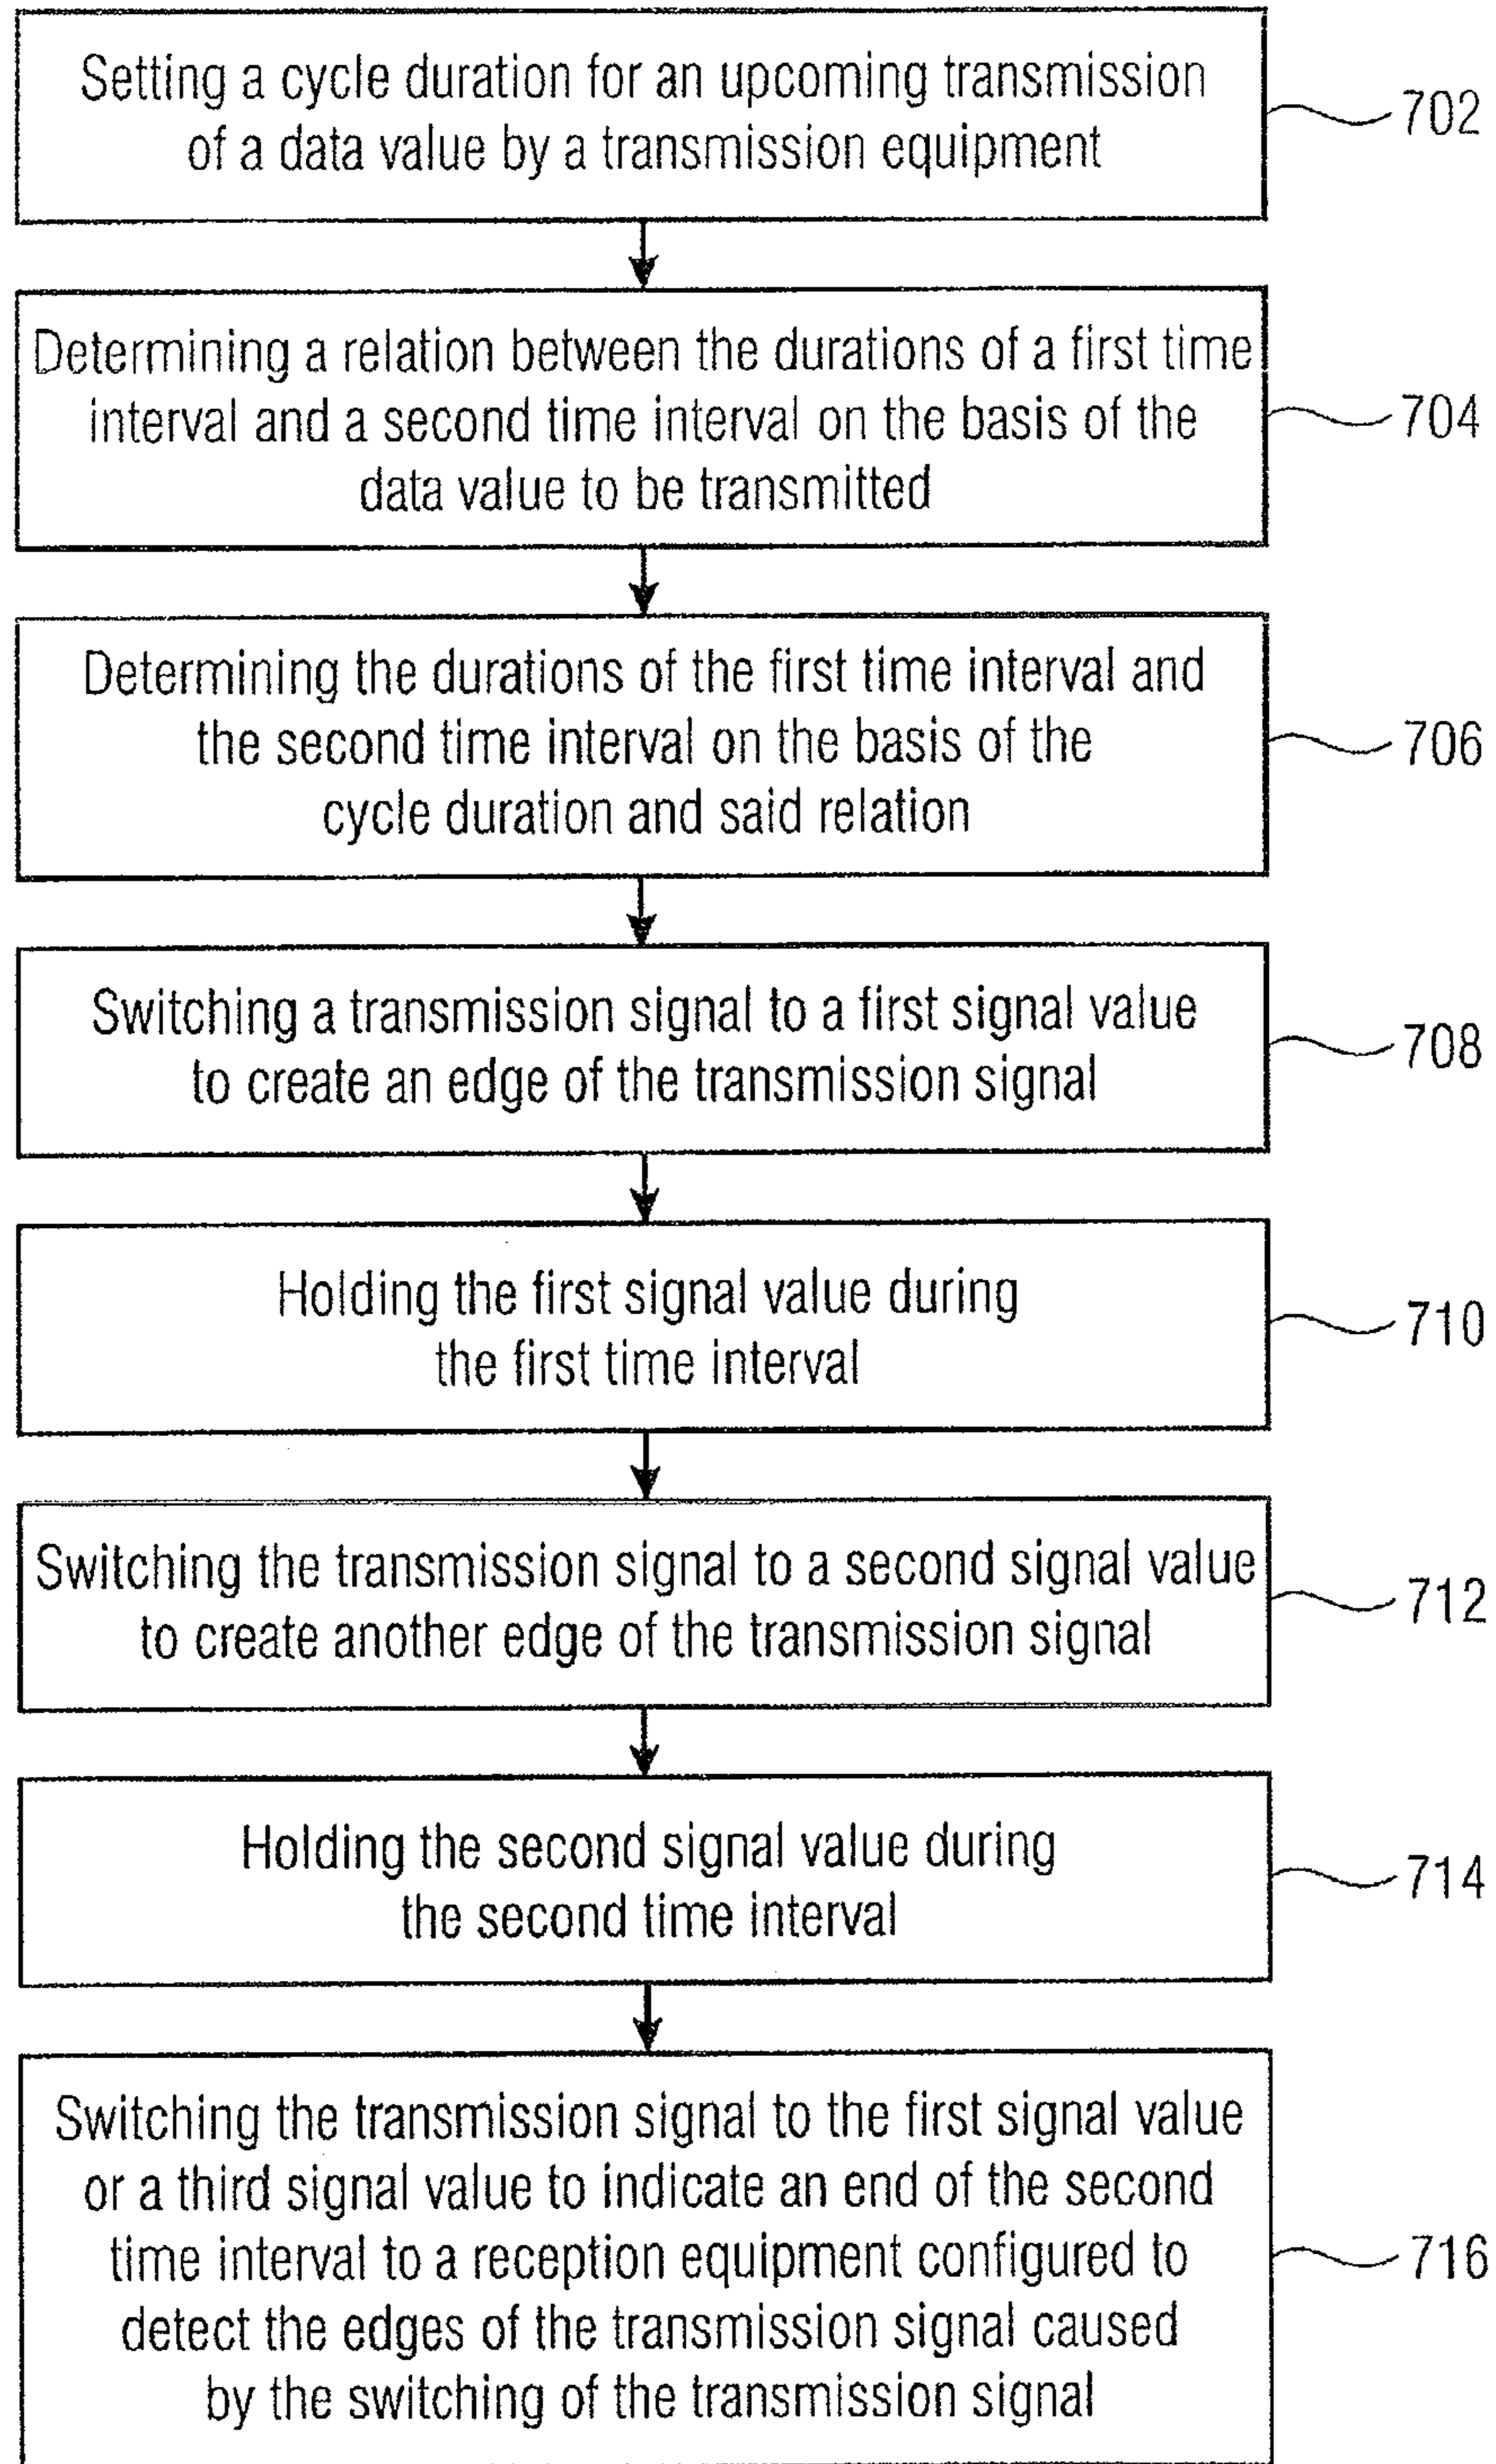 Setting a cycle duration for an upcoming transmission
of a data value by a transmission equipment
702
Determining a relation between the durations of a first time
interval and a second time interval on the basis of the
data value to be transmitted
704
Determining the durations of the first time interval and
the second time interval on the basis of the
cycle duration and said relation
706
Switching a transmission signal to a first signal value
to create an edge of the transmission signal
708
Holding the first signal value during
the first time interval
710
Switching the transmission signal to a second signal value
to create another edge of the transmission signal
712
Holding the second signal value during
the second time interval
714
Switching the transmission signal to the first signal value
or a third signal value to indicate an end of the second
time interval to a reception equipment configured to
detect the edges of the transmission signal caused
by the switching of the transmission signal
716